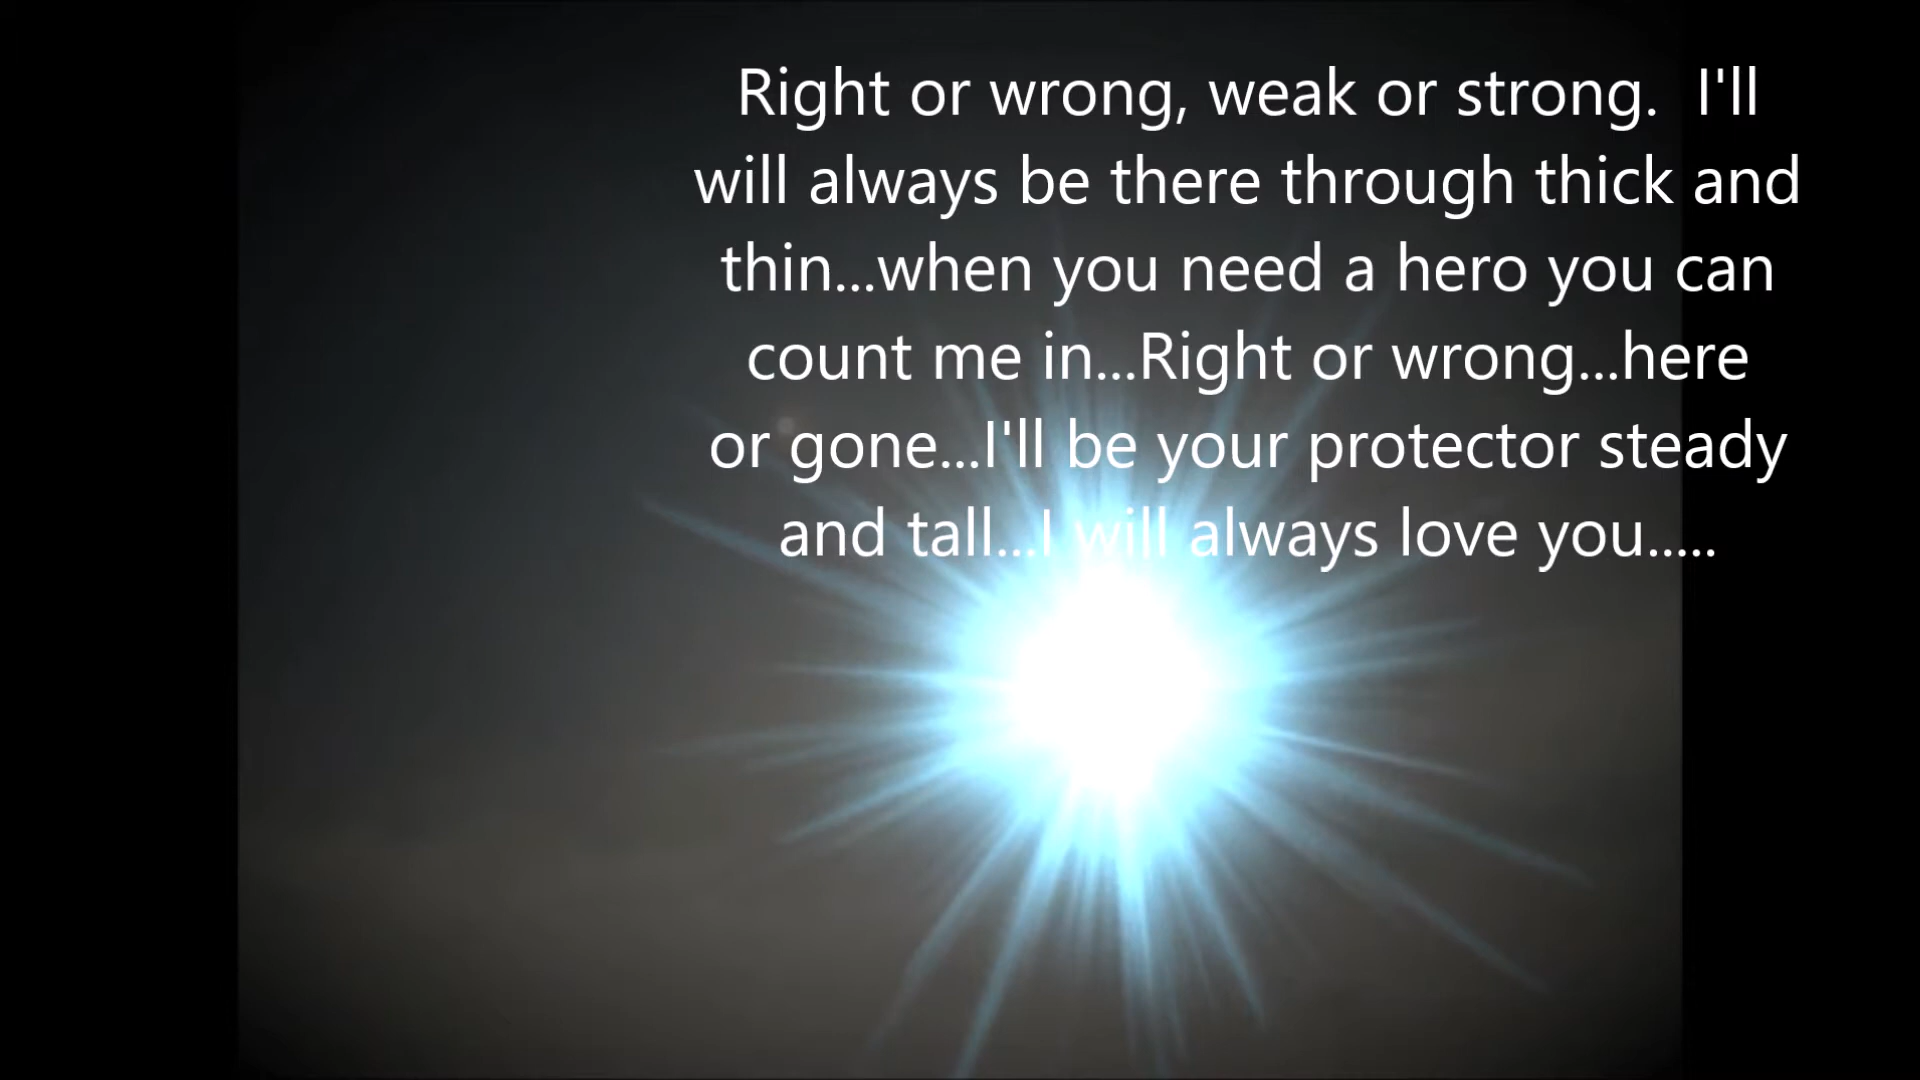 Right or wrong, weak or strong.  I'll
will always be there through thick and
thin...when you need a hero you can
count me in...Right or wrong...here
or gone...I'll be your protector steady
and tall...I will always love you.....